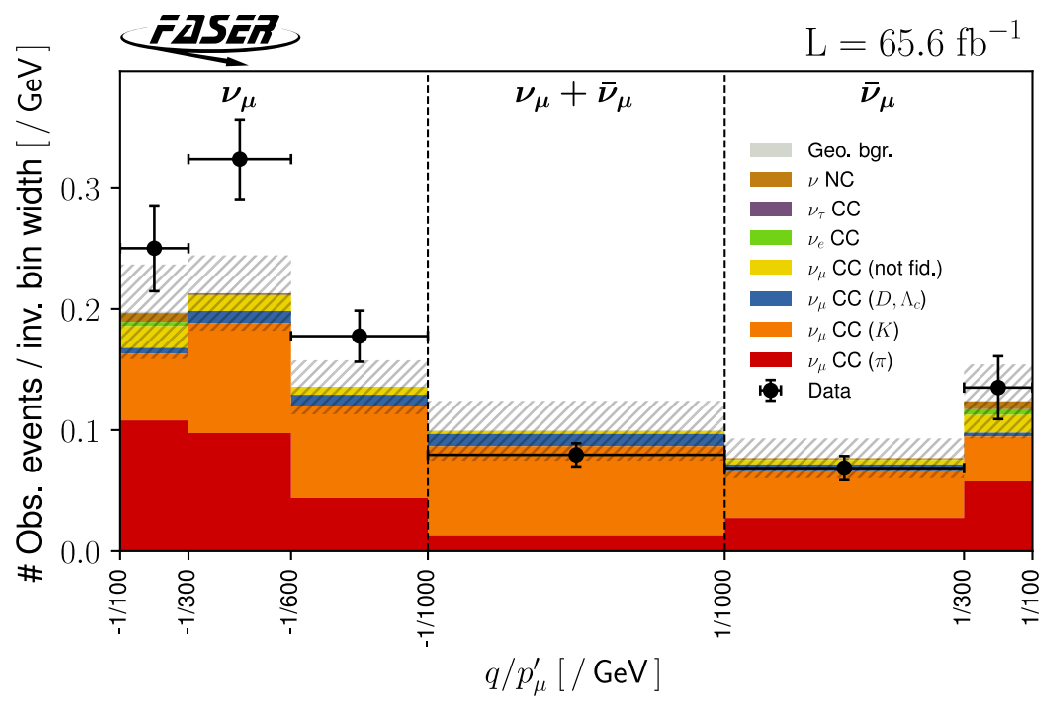 FASER
L = 65.6 fb⁻¹
# Obs. events / inv. bin width [ / GeV]
ν_μ
ν_μ + ν̄_μ
ν̄_μ
Geo. bgr.
ν NC
ν_τ CC
ν_e CC
ν_μ CC (not fid.)
ν_μ CC (D, Λ_c)
ν_μ CC (K)
ν_μ CC (π)
Data
0.3
0.2
0.1
0.0
-1/100
-1/300
-1/600
-1/1000
1/1000
1/300
1/100
q/p′_μ [ / GeV]